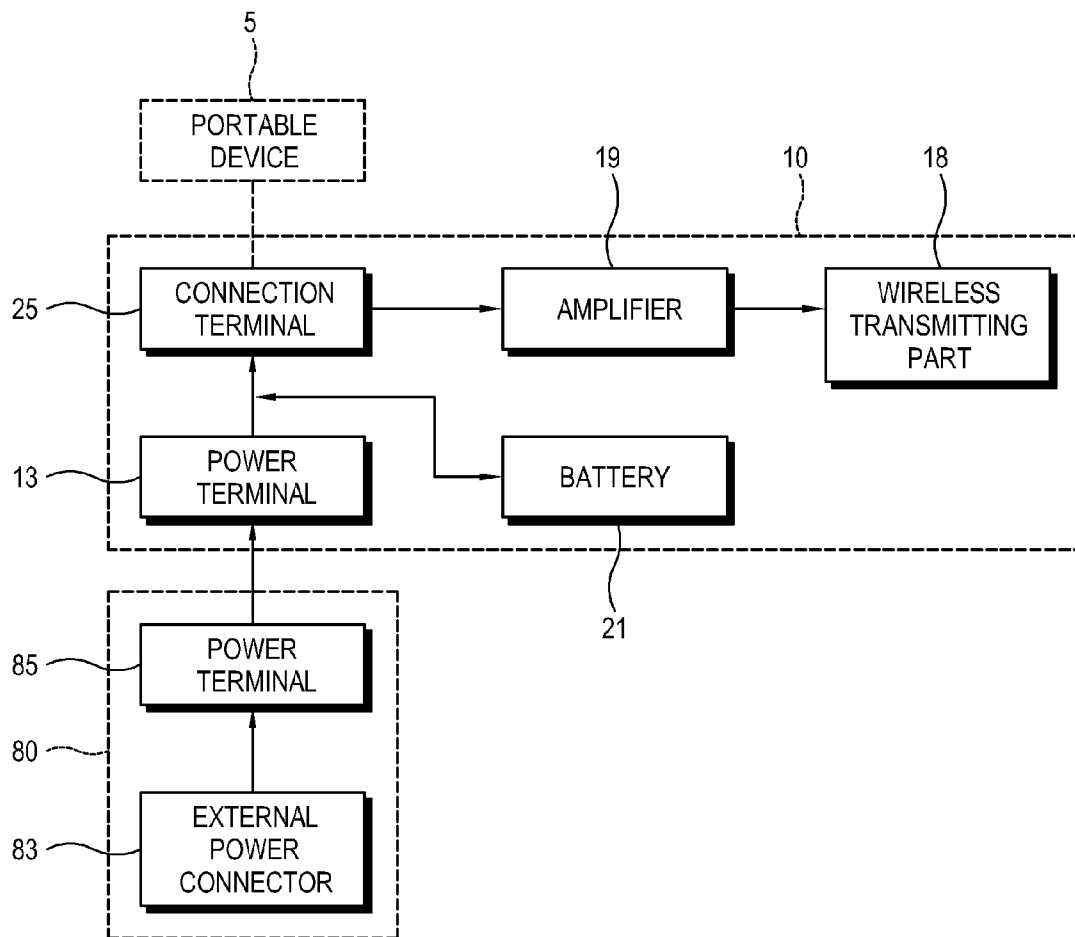 5
PORTABLE
DEVICE
19
10
18
25
CONNECTION
TERMINAL
AMPLIFIER
WIRELESS
TRANSMITTING
PART
13
POWER
TERMINAL
BATTERY
21
85
POWER
TERMINAL
80
83
EXTERNAL
POWER
CONNECTOR